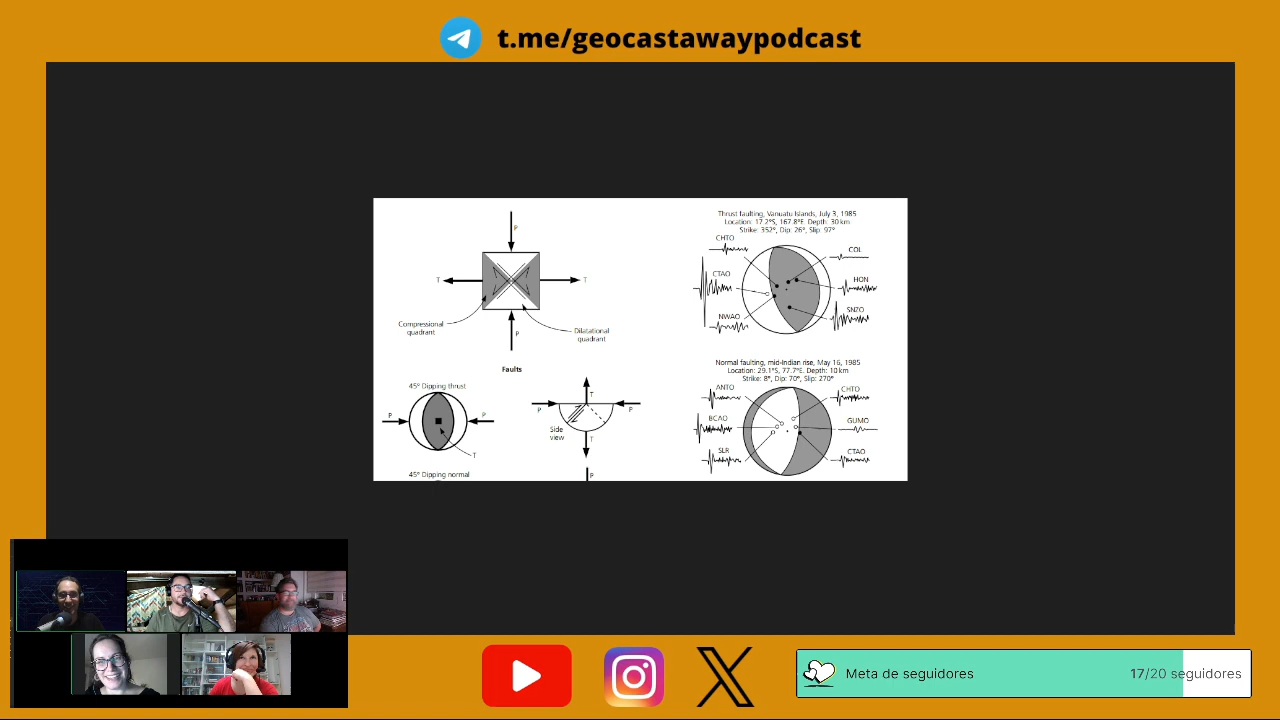 t.me/geocastawaypodcast
P
T
T
Compressional
quadrant
P
Dilatational
quadrant
Faults
45° Dipping thrust
P
P
T
T
P
P
Side
view
T
45° Dipping normal
P
Thrust faulting, Vanuatu Islands, July 3, 1985
Location: 17.2°S, 167.8°E. Depth: 30 km
Strike: 352°, Dip: 26°, Slip: 97°
CHTO
COL
CTAO
HON
NWAO
SNZO
Normal faulting, mid-Indian rise, May 16, 1985
Location: 29.1°S, 77.7°E. Depth: 10 km
Strike: 8°, Dip: 70°, Slip: 270°
ANTO
CHTO
BCAO
GUMO
SLR
CTAO
Meta de seguidores
17/20 seguidores